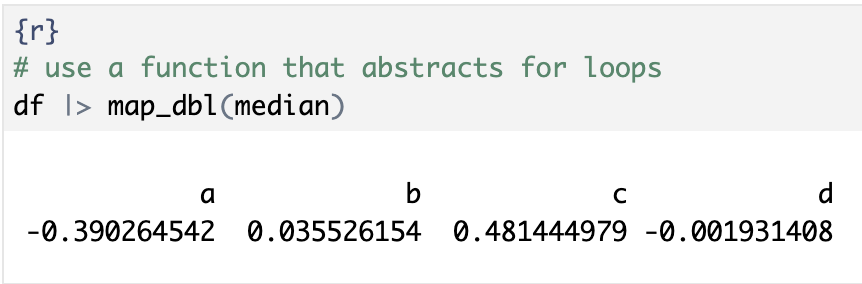 {r}
# use a function that abstracts for loops
df |> map_dbl(median)
a b c d
-0.390264542 0.035526154 0.481444979 -0.001931408